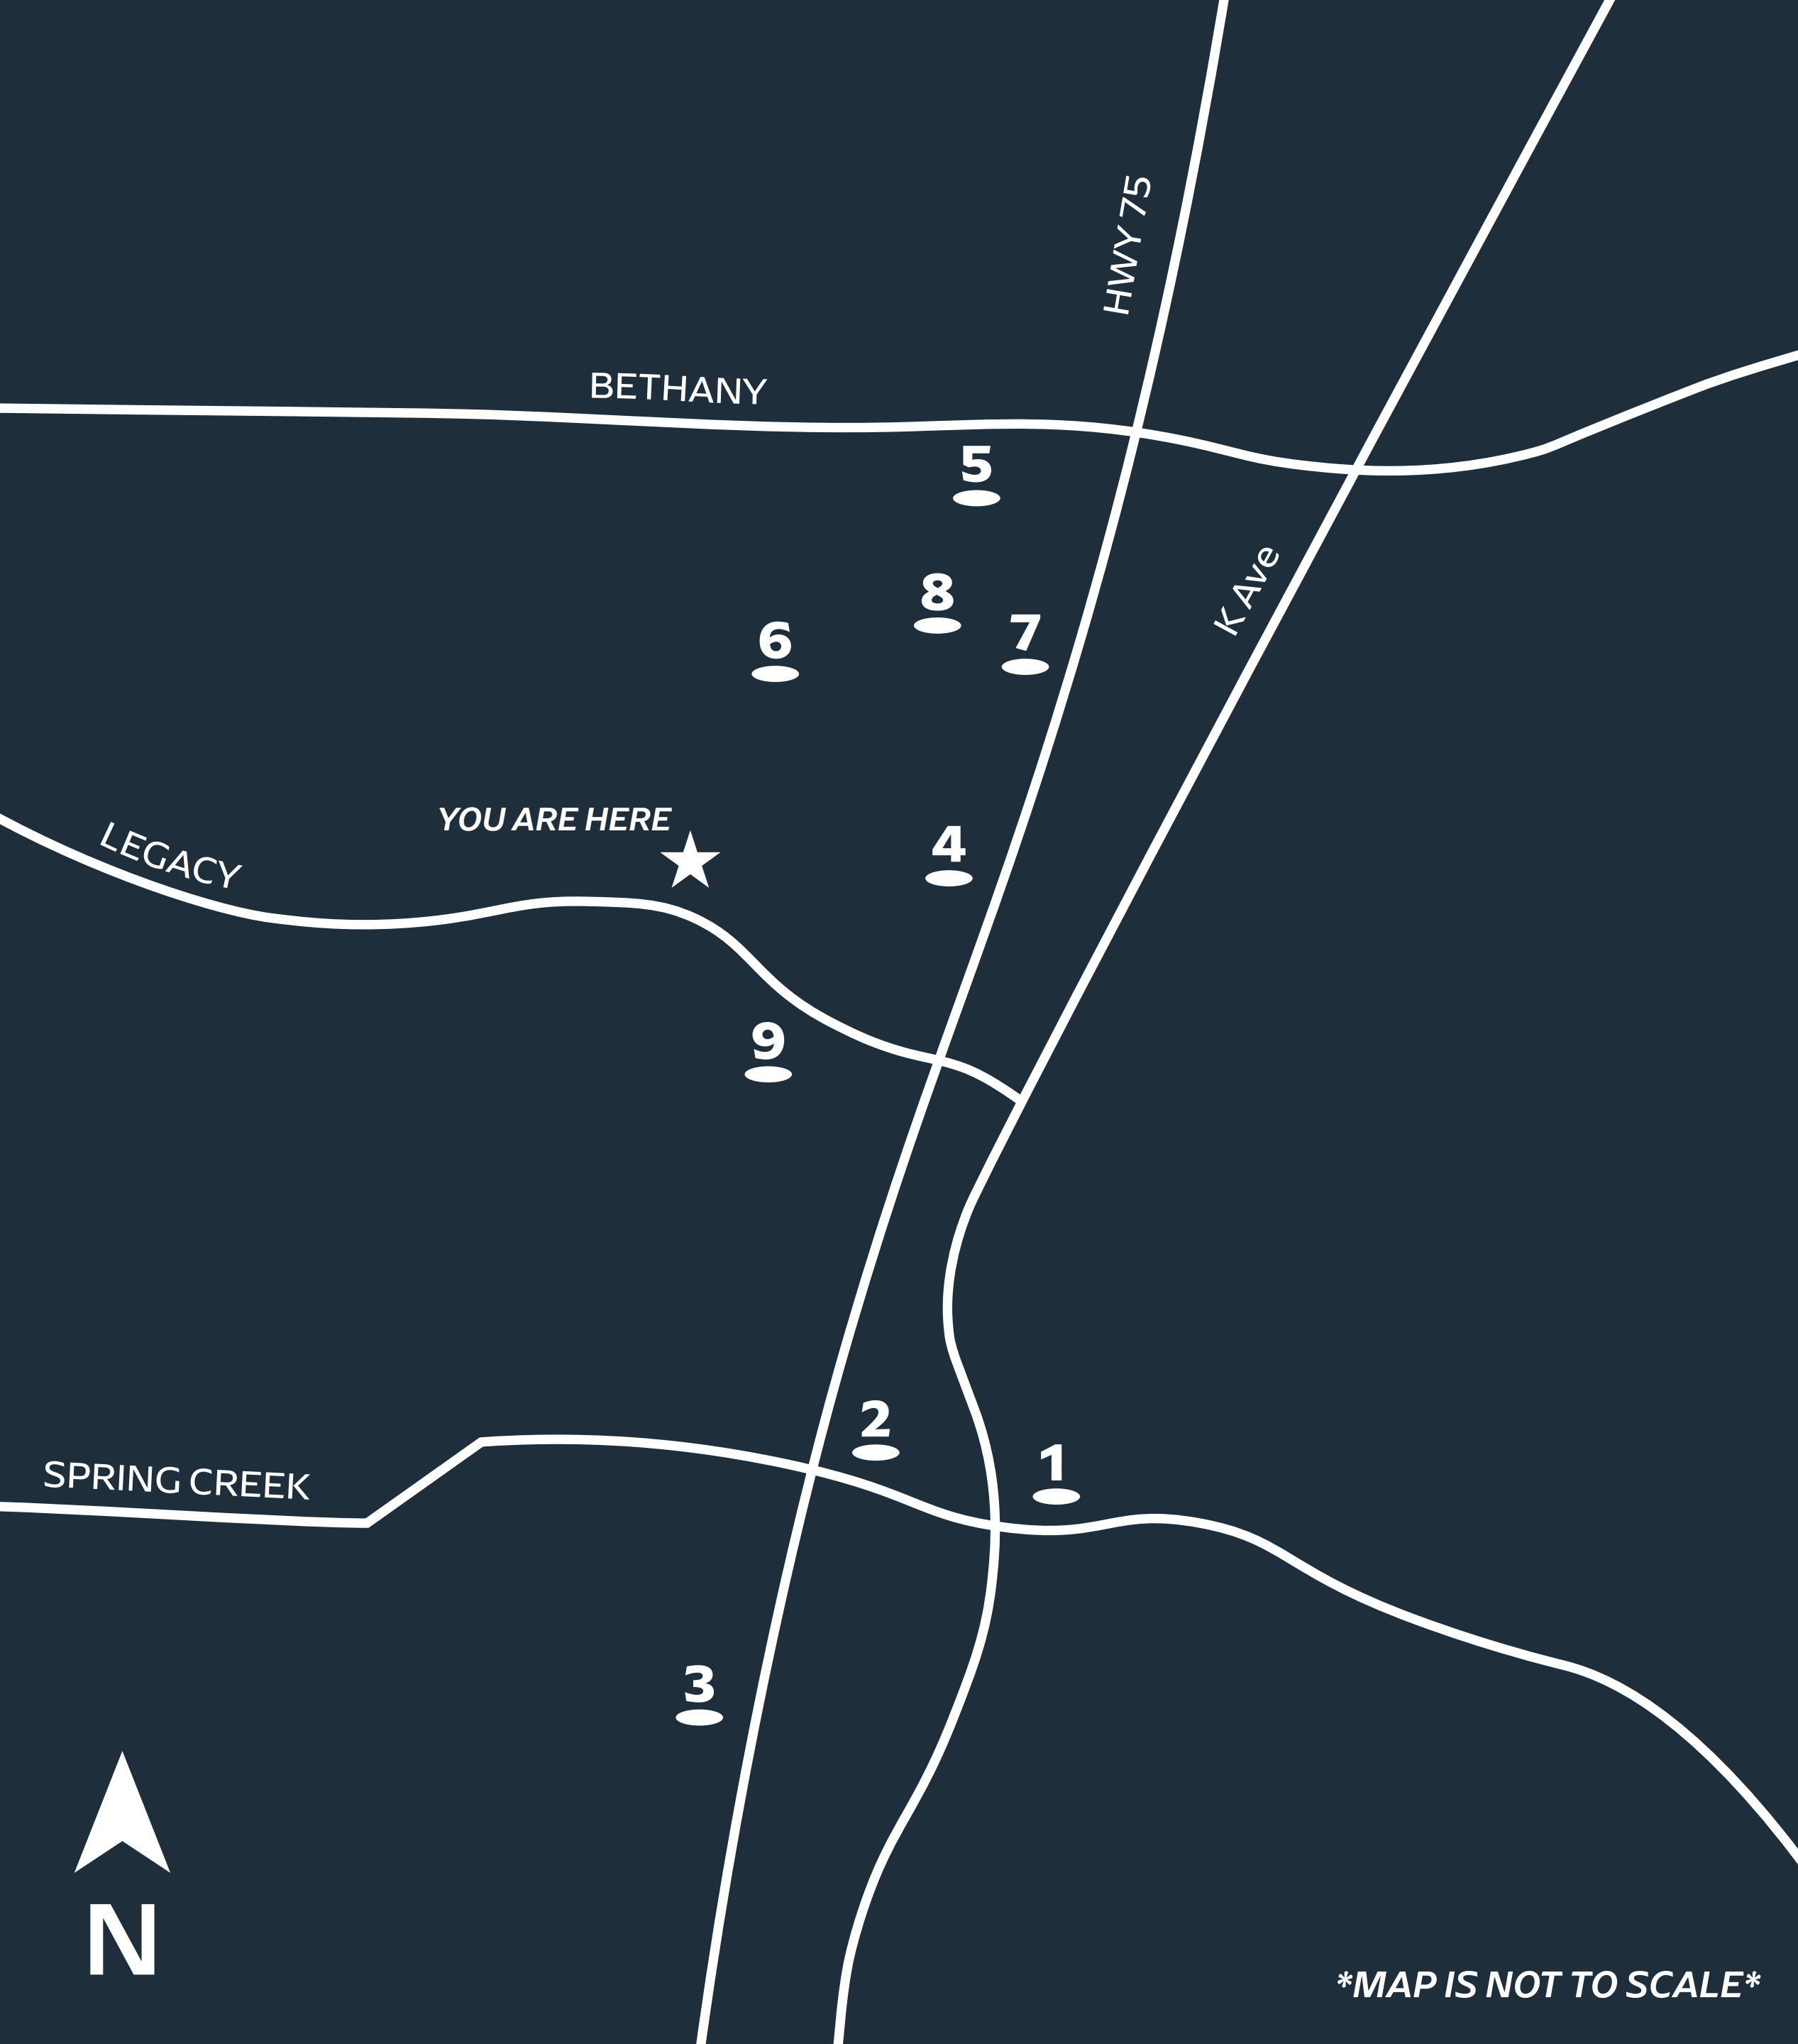 HWY 75
BETHANY
5
K Ave
8
7
6
YOU ARE HERE
4
LEGACY
9
2
1
SPRING CREEK
3
N
*MAP IS NOT TO SCALE*